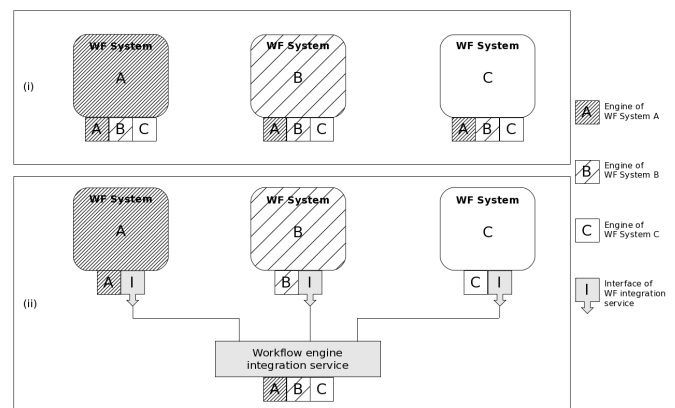 (i)
WF System
A
A B C
WF System
B
A B C
WF System
C
A B C
(ii)
WF System
A
A I
WF System
B
B I
WF System
C
C I
Workflow engine
integration service
A B C
A
Engine of
WF System A
B
Engine of
WF System B
C
Engine of
WF System C
I
Interface of
WF integration
service